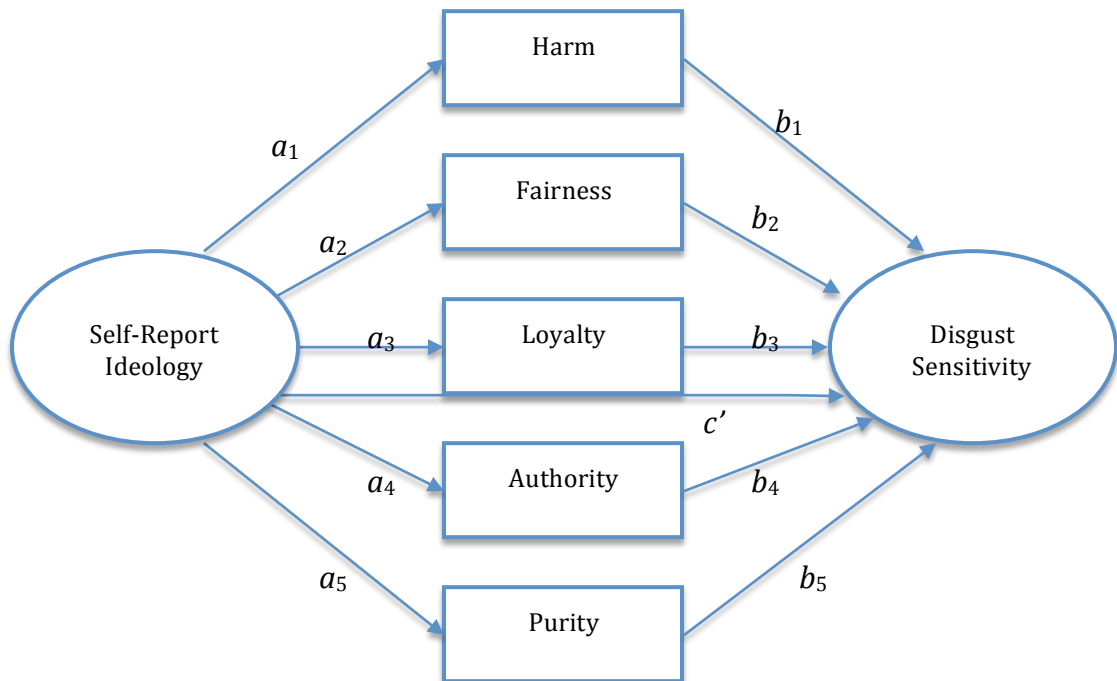 Harm
a1
b1
Fairness
a2
b2
Self-Report
Ideology
a3
Loyalty
b3
Disgust
Sensitivity
c’
a4
Authority
b4
a5
Purity
b5